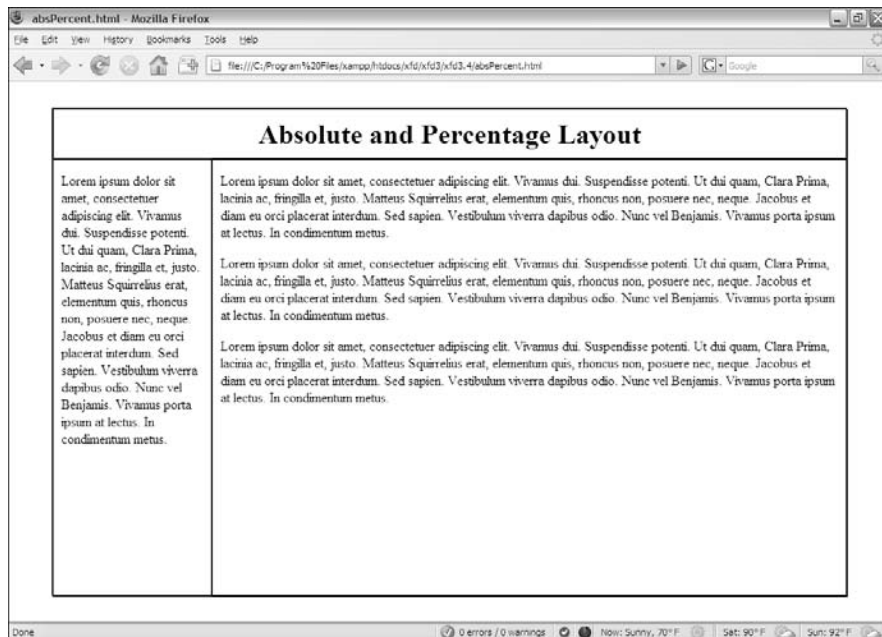 absPercent.html - Mozilla Firefox
File Edit View History Bookmarks Tools Help
file:///C:/Program%20Files/xampp/htdocs/xfd/xfd3/xfd3.4/absPercent.html
Google
Absolute and Percentage Layout
Lorem ipsum dolor sit
amet, consectetuer
adipiscing elit. Vivamus
dui. Suspendisse potenti.
Ut dui quam, Clara Prima,
lacinia ac, fringilla et, justo.
Matteus Squirrelius erat,
elementum quis, rhoncus
non, posuere nec, neque.
Jacobus et diam eu orci
placerat interdum. Sed
sapien. Vestibulum viverra
dapibus odio. Nunc vel
Benjamis. Vivamus porta
ipsum at lectus. In
condimentum metus.
Lorem ipsum dolor sit amet, consectetuer adipiscing elit. Vivamus dui. Suspendisse potenti. Ut dui quam, Clara Prima,
lacinia ac, fringilla et, justo. Matteus Squirrelius erat, elementum quis, rhoncus non, posuere nec, neque. Jacobus et
diam eu orci placerat interdum. Sed sapien. Vestibulum viverra dapibus odio. Nunc vel Benjamis. Vivamus porta ipsum
at lectus. In condimentum metus.
Lorem ipsum dolor sit amet, consectetuer adipiscing elit. Vivamus dui. Suspendisse potenti. Ut dui quam, Clara Prima,
lacinia ac, fringilla et, justo. Matteus Squirrelius erat, elementum quis, rhoncus non, posuere nec, neque. Jacobus et
diam eu orci placerat interdum. Sed sapien. Vestibulum viverra dapibus odio. Nunc vel Benjamis. Vivamus porta ipsum
at lectus. In condimentum metus.
Lorem ipsum dolor sit amet, consectetuer adipiscing elit. Vivamus dui. Suspendisse potenti. Ut dui quam, Clara Prima,
lacinia ac, fringilla et, justo. Matteus Squirrelius erat, elementum quis, rhoncus non, posuere nec, neque. Jacobus et
diam eu orci placerat interdum. Sed sapien. Vestibulum viverra dapibus odio. Nunc vel Benjamis. Vivamus porta ipsum
at lectus. In condimentum metus.
Done 0 errors / 0 warnings Now: Sunny, 70° F Sat: 90° F Sun: 92° F